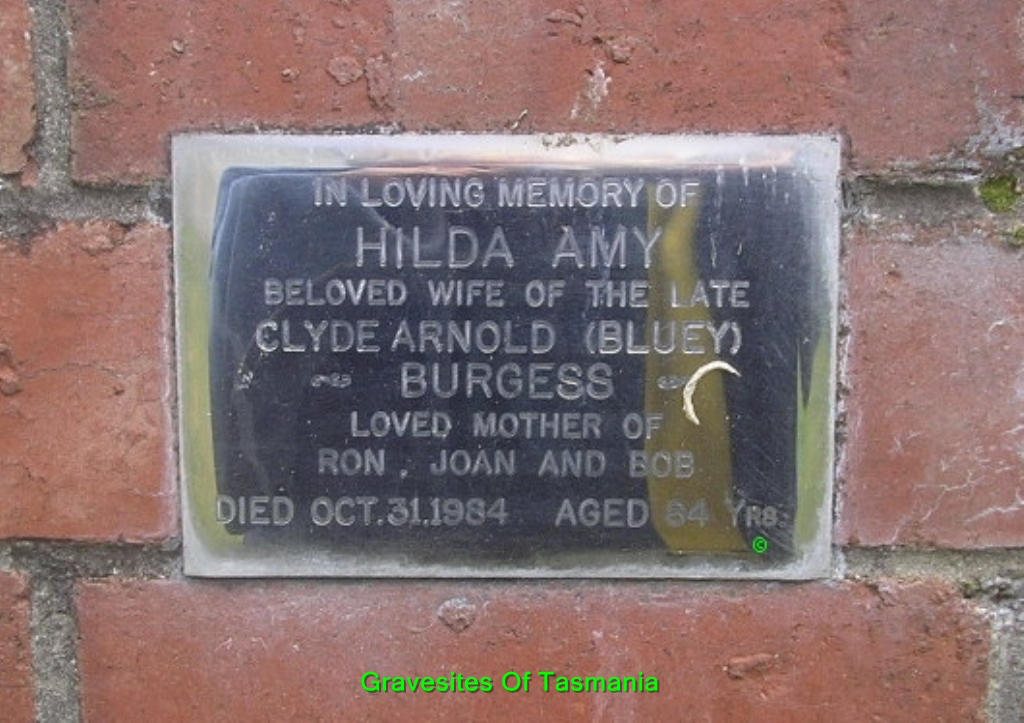 IN LOVING MEMORY OF
HILDA AMY
BELOVED WIFE OF THE LATE
CLYDE ARNOLD (BLUEY)
BURGESS
LOVED MOTHER OF
RON, JOAN AND BOB
DIED OCT.31.1984 AGED 64 YRS.
©
Gravesites Of Tasmania